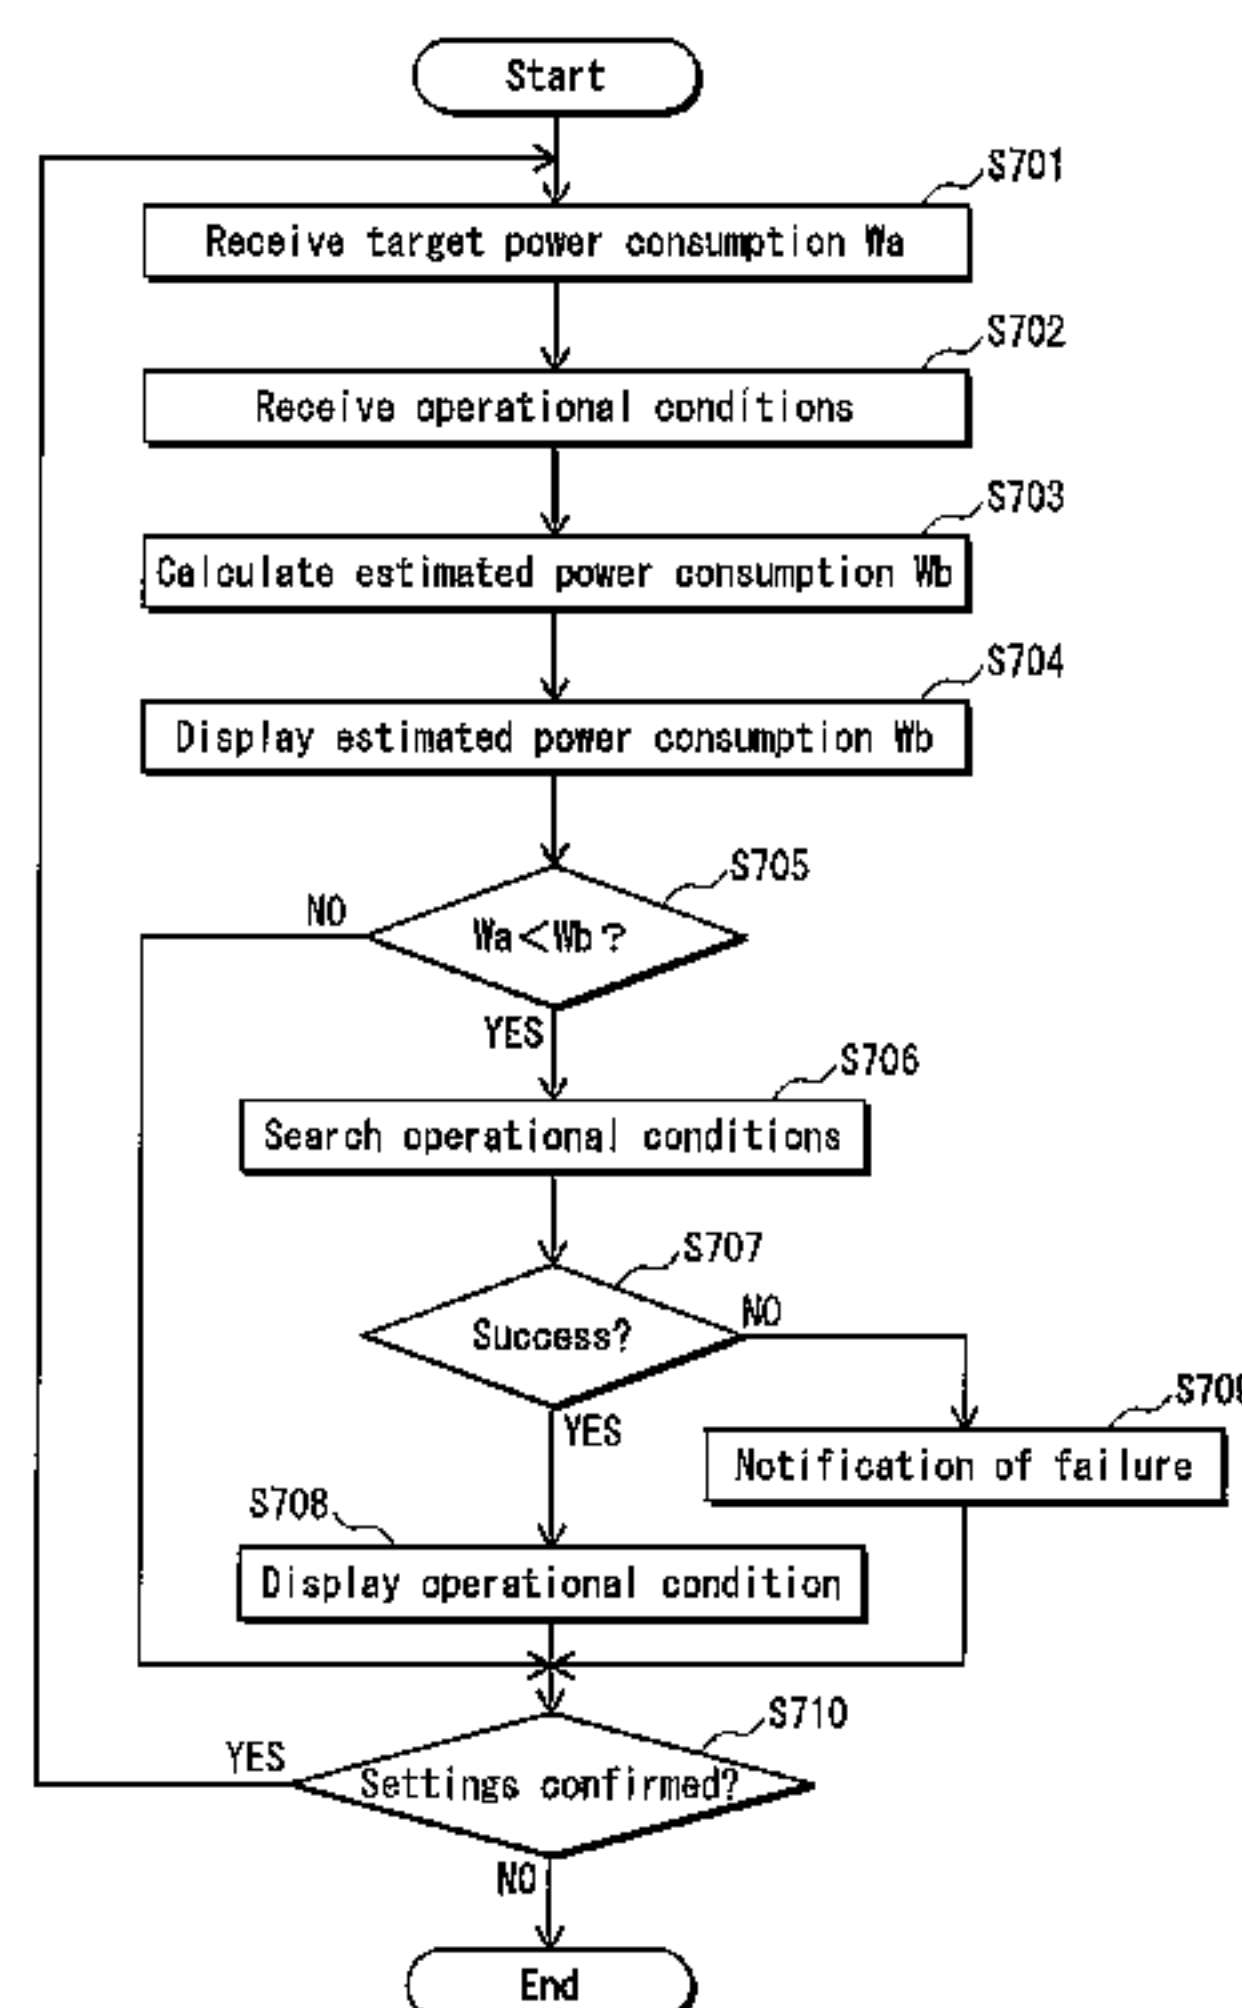 Start
S701
Receive target power consumption Wa
S702
Receive operational conditions
S703
Calculate estimated power consumption Wb
S704
Display estimated power consumption Wb
S705
NO
Wa<Wb?
YES
S706
Search operational conditions
S707
NO
Success?
YES
S709
Notification of failure
S708
Display operational condition
S710
YES
Settings confirmed?
NO
End